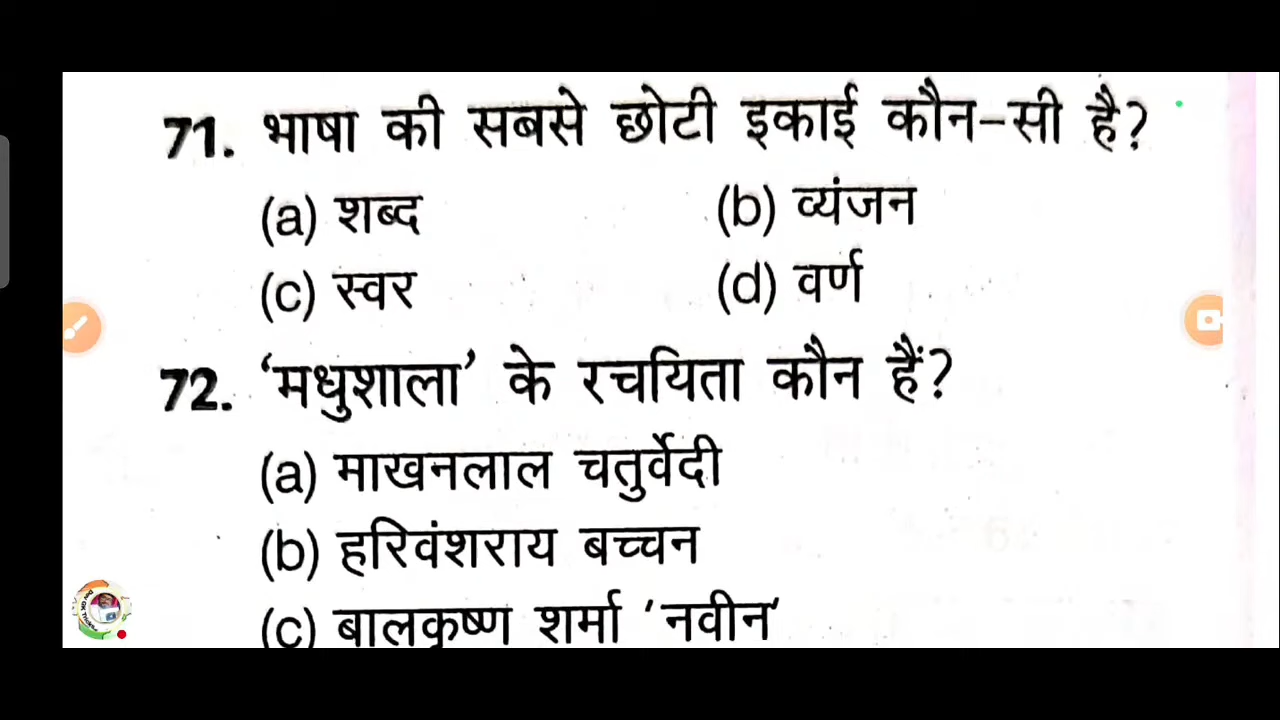 71. भाषा की सबसे छोटी इकाई कौन-सी है?
(a) शब्द (b) व्यंजन
(c) स्वर (d) वर्ण
72. ‘मधुशाला’ के रचयिता कौन हैं?
(a) माखनलाल चतुर्वेदी
(b) हरिवंशराय बच्चन
(c) बालकृष्ण शर्मा ‘नवीन’